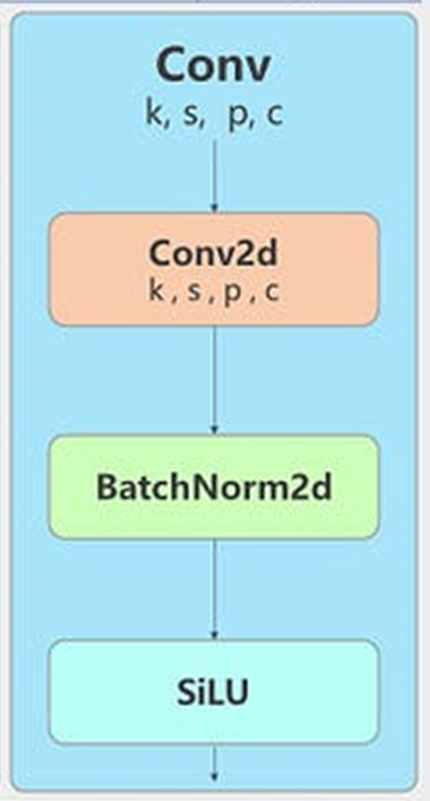 Conv
k, s, p, c
Conv2d
k , s , p , c
BatchNorm2d
SiLU